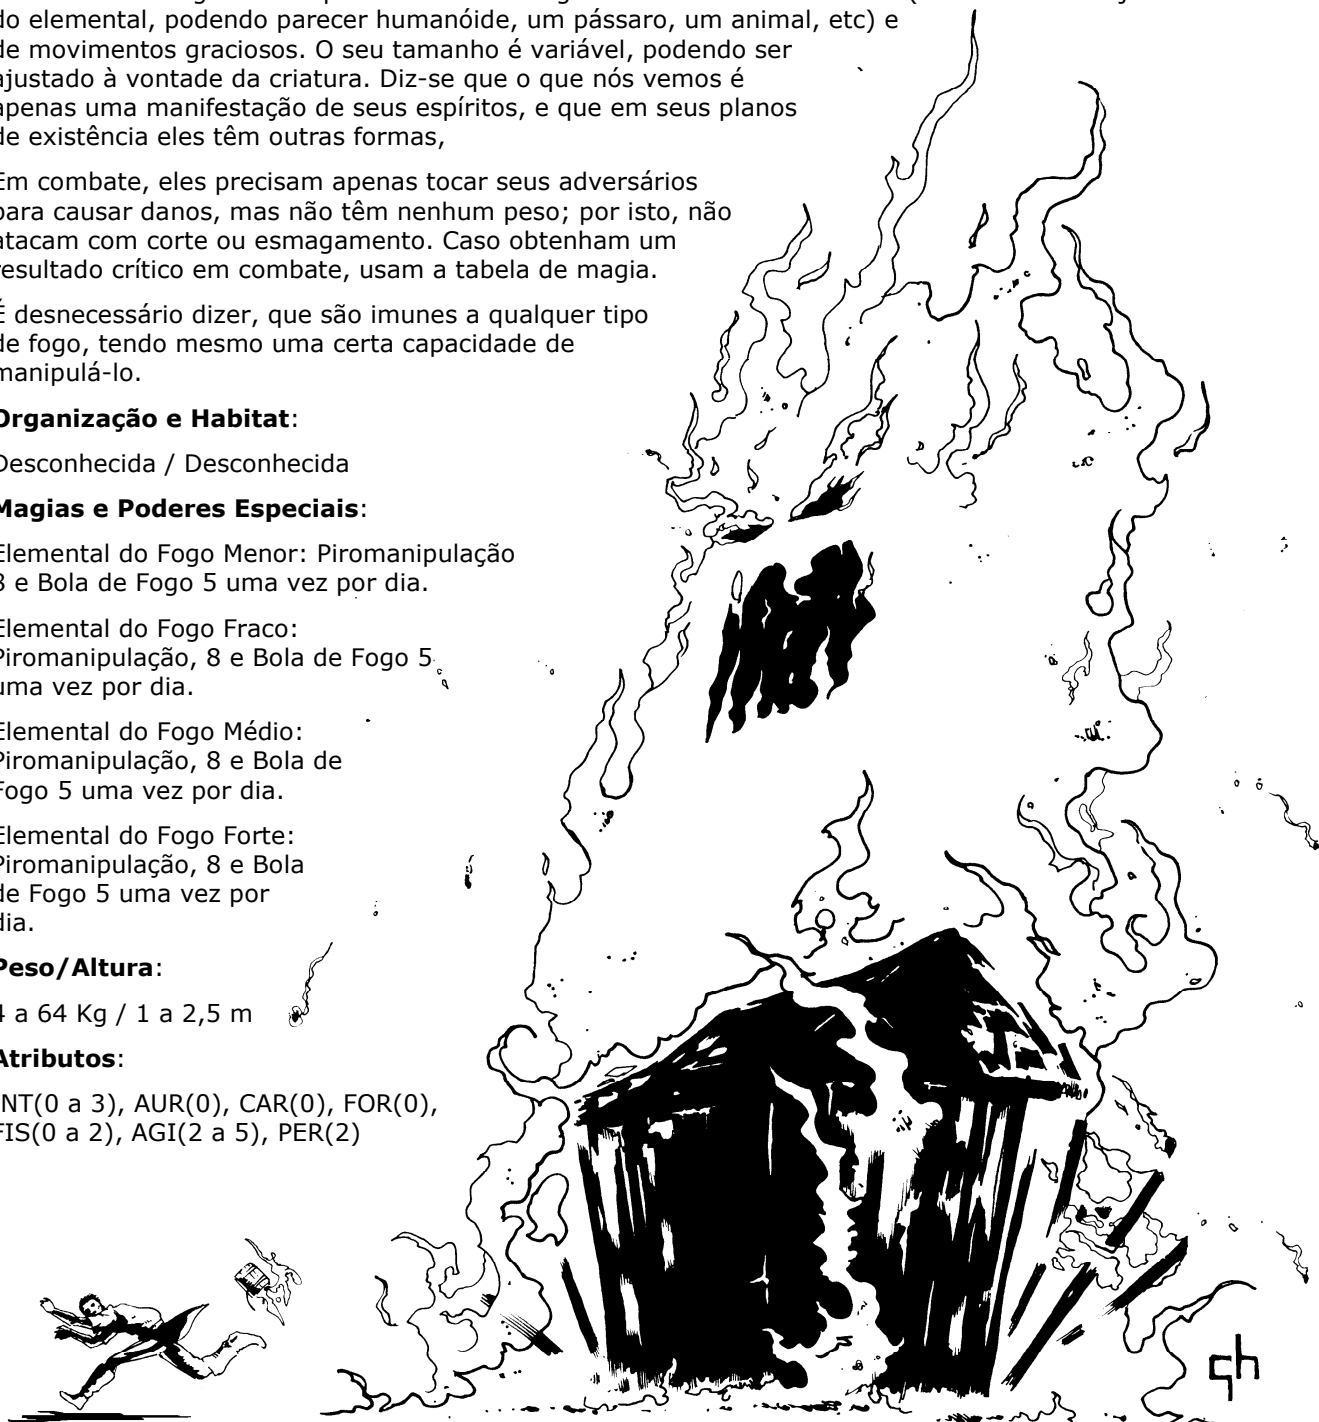 do elemental, podendo parecer humanóide, um pássaro, um animal, etc) e
de movimentos graciosos. O seu tamanho é variável, podendo ser
ajustado à vontade da criatura. Diz-se que o que nós vemos é
apenas uma manifestação de seus espíritos, e que em seus planos
de existência eles têm outras formas,
Em combate, eles precisam apenas tocar seus adversários
para causar danos, mas não têm nenhum peso; por isto, não
atacam com corte ou esmagamento. Caso obtenham um
resultado crítico em combate, usam a tabela de magia.
É desnecessário dizer, que são imunes a qualquer tipo
de fogo, tendo mesmo uma certa capacidade de
manipulá-lo.
Organização e Habitat:
Desconhecida / Desconhecida
Magias e Poderes Especiais:
Elemental do Fogo Menor: Piromanipulação
8 e Bola de Fogo 5 uma vez por dia.
Elemental do Fogo Fraco:
Piromanipulação, 8 e Bola de Fogo 5
uma vez por dia.
Elemental do Fogo Médio:
Piromanipulação, 8 e Bola de
Fogo 5 uma vez por dia.
Elemental do Fogo Forte:
Piromanipulação, 8 e Bola
de Fogo 5 uma vez por
dia.
Peso/Altura:
4 a 64 Kg / 1 a 2,5 m
Atributos:
NT(0 a 3), AUR(0), CAR(0), FOR(0),
FIS(0 a 2), AGI(2 a 5), PER(2)
gh